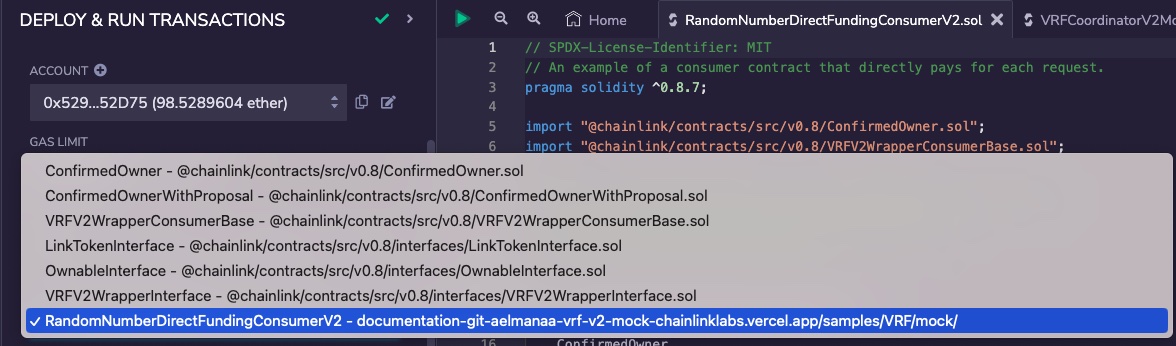 DEPLOY & RUN TRANSACTIONS
ACCOUNT
0x529...52D75 (98.5289604 ether)
GAS LIMIT
ConfirmedOwner - @chainlink/contracts/src/v0.8/ConfirmedOwner.sol
ConfirmedOwnerWithProposal - @chainlink/contracts/src/v0.8/ConfirmedOwnerWithProposal.sol
VRFV2WrapperConsumerBase - @chainlink/contracts/src/v0.8/VRFV2WrapperConsumerBase.sol
LinkTokenInterface - @chainlink/contracts/src/v0.8/interfaces/LinkTokenInterface.sol
OwnableInterface - @chainlink/contracts/src/v0.8/interfaces/OwnableInterface.sol
VRFV2WrapperInterface - @chainlink/contracts/src/v0.8/interfaces/VRFV2WrapperInterface.sol
RandomNumberDirectFundingConsumerV2 - documentation-git-aelmanaa-vrf-v2-mock-chainlinklabs.vercel.app/samples/VRF/mock/
Home
RandomNumberDirectFundingConsumerV2.sol
VRFCoordinatorV2Mo
1 // SPDX-License-Identifier: MIT
2 // An example of a consumer contract that directly pays for each request.
3 pragma solidity ^0.8.7;
4
5 import "@chainlink/contracts/src/v0.8/ConfirmedOwner.sol";
6 import "@chainlink/contracts/src/v0.8/VRFV2WrapperConsumerBase.sol";
16 ConfirmedOwner